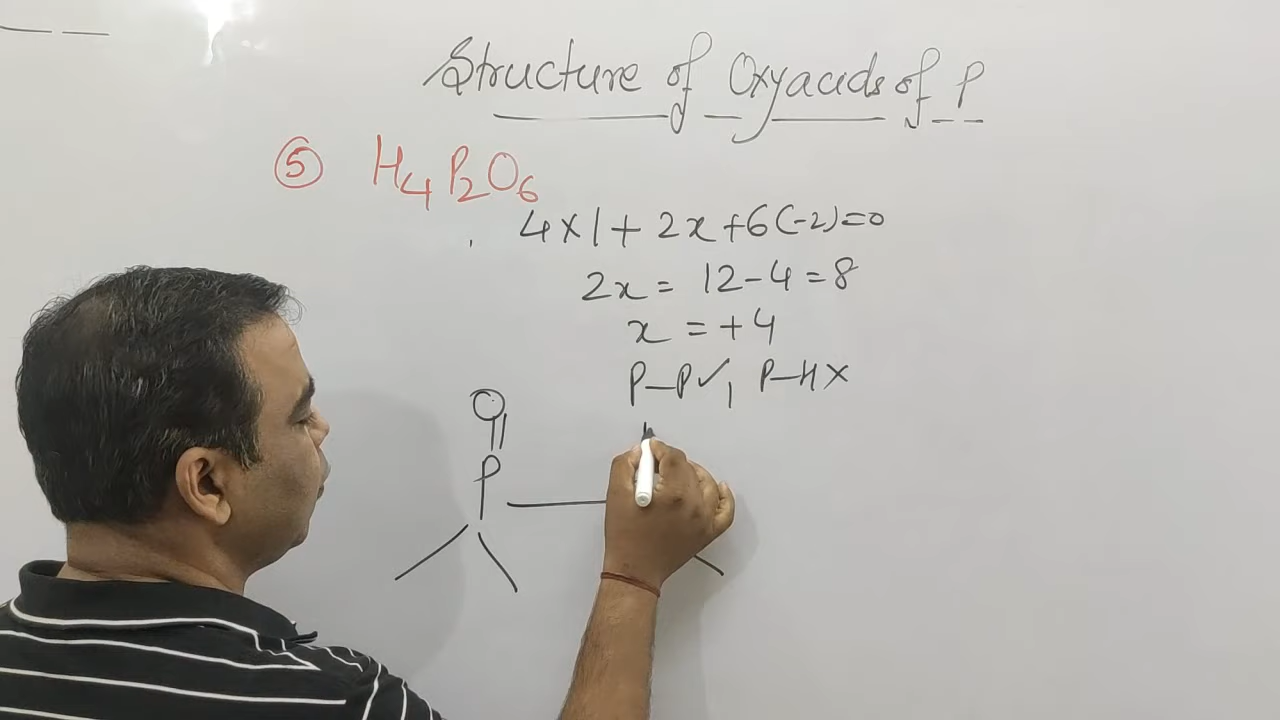 Structure of Oxyacids of P
⑤ H4P2O6
4×1+2x+6(-2)=0
2x = 12-4=8
x = +4
P-P✓, P-H×
O
P